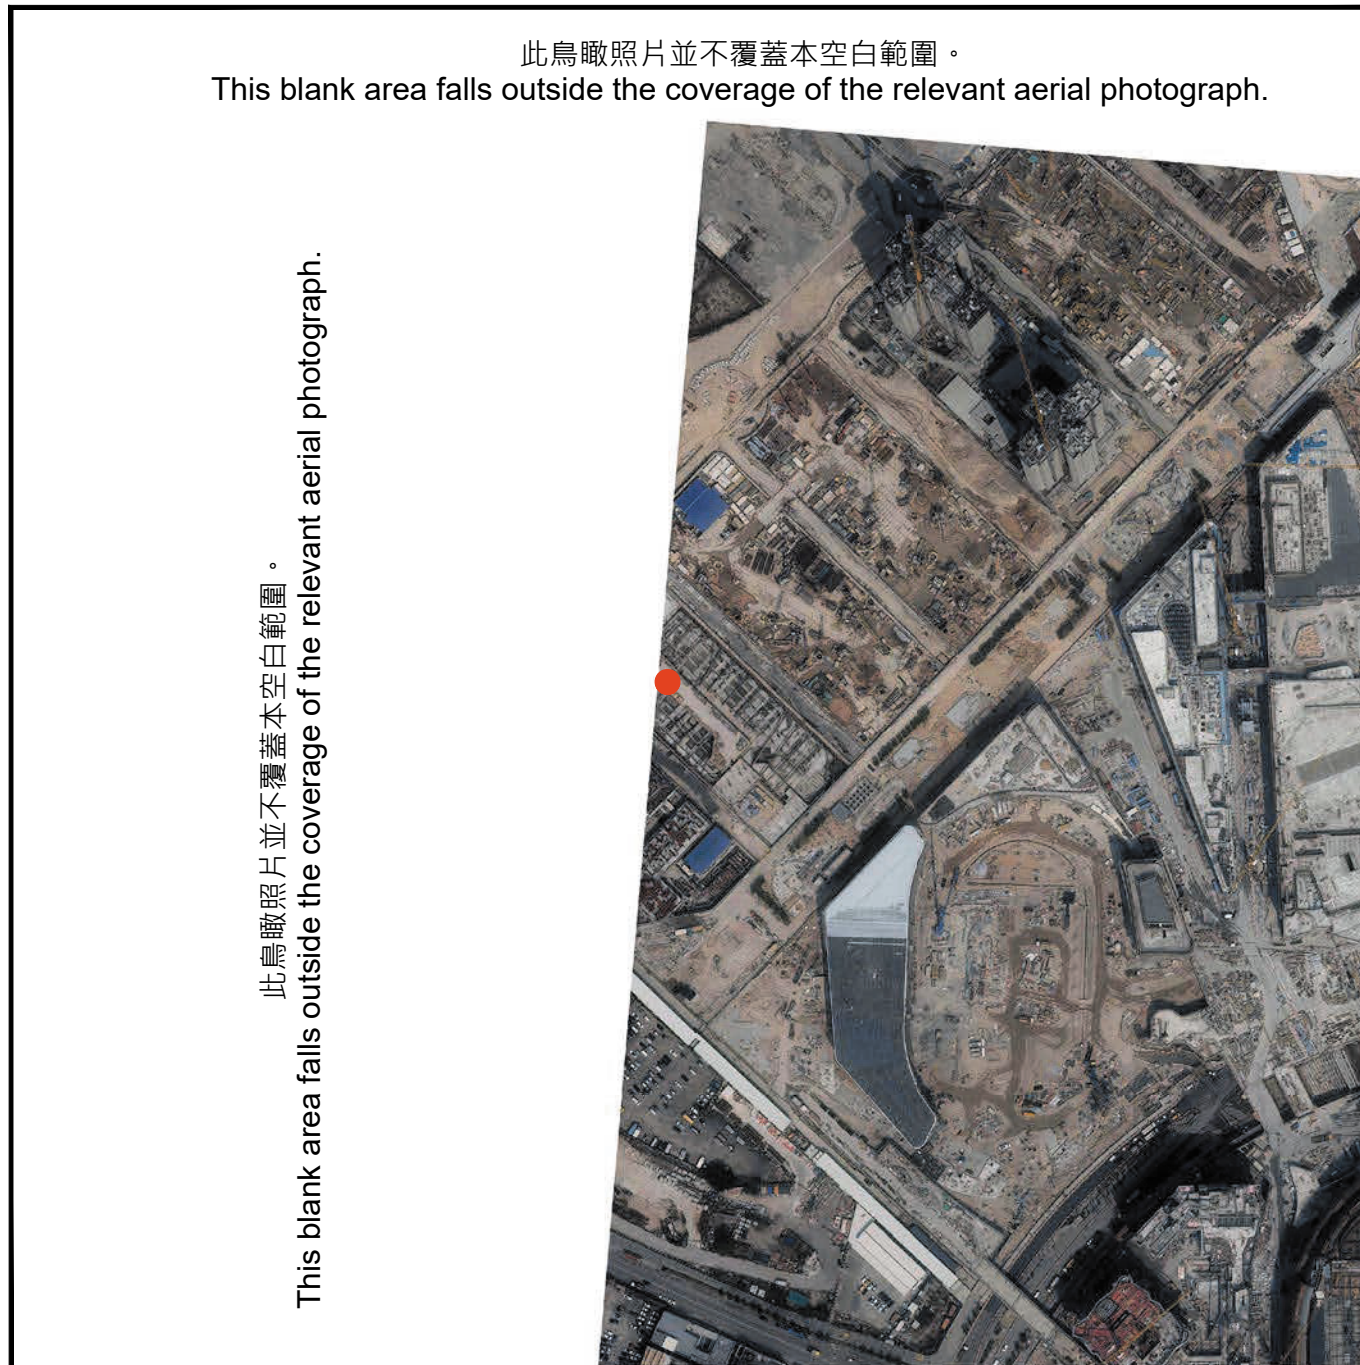 此鳥瞰照片並不覆蓋本空白範圍。
This blank area falls outside the coverage of the relevant aerial photograph.
此鳥瞰照片並不覆蓋本空白範圍。
This blank area falls outside the coverage of the relevant aerial photograph.